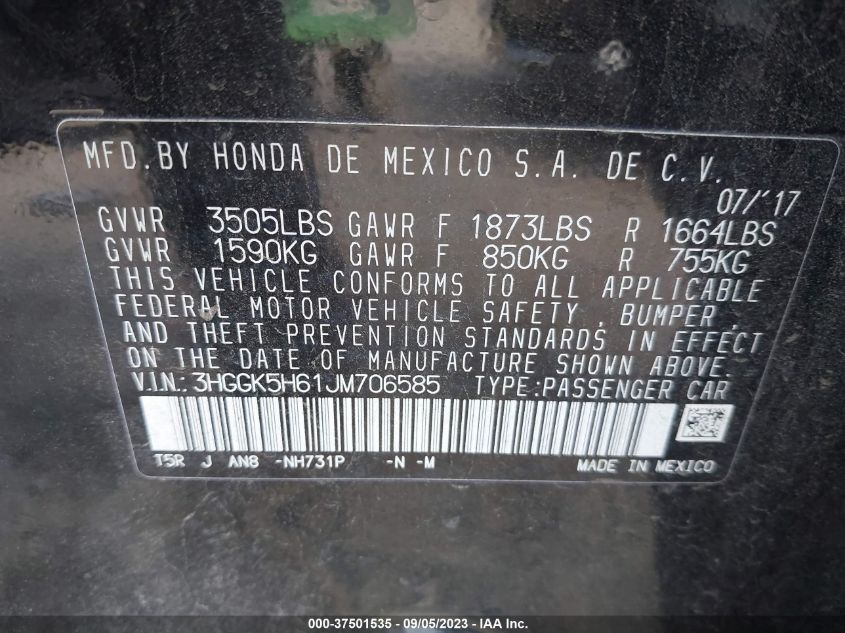 MFD. BY HONDA DE MEXICO S.A. DE C.V.
07/'17
GVWR 3505LBS GAWR F 1873LBS R 1664LBS
GVWR 1590KG GAWR F 850KG R 755KG
THIS VEHICLE CONFORMS TO ALL APPLICABLE
FEDERAL MOTOR VEHICLE SAFETY, BUMPER,
AND THEFT PREVENTION STANDARDS IN EFFECT
ON THE DATE OF MANUFACTURE SHOWN ABOVE.
V.I.N.: 3HGGK5H61JM706585 TYPE:PASSENGER CAR
T5R J AN8 -NH731P -N -M MADE IN MEXICO
000-37501535 - 09/05/2023 - IAA Inc.